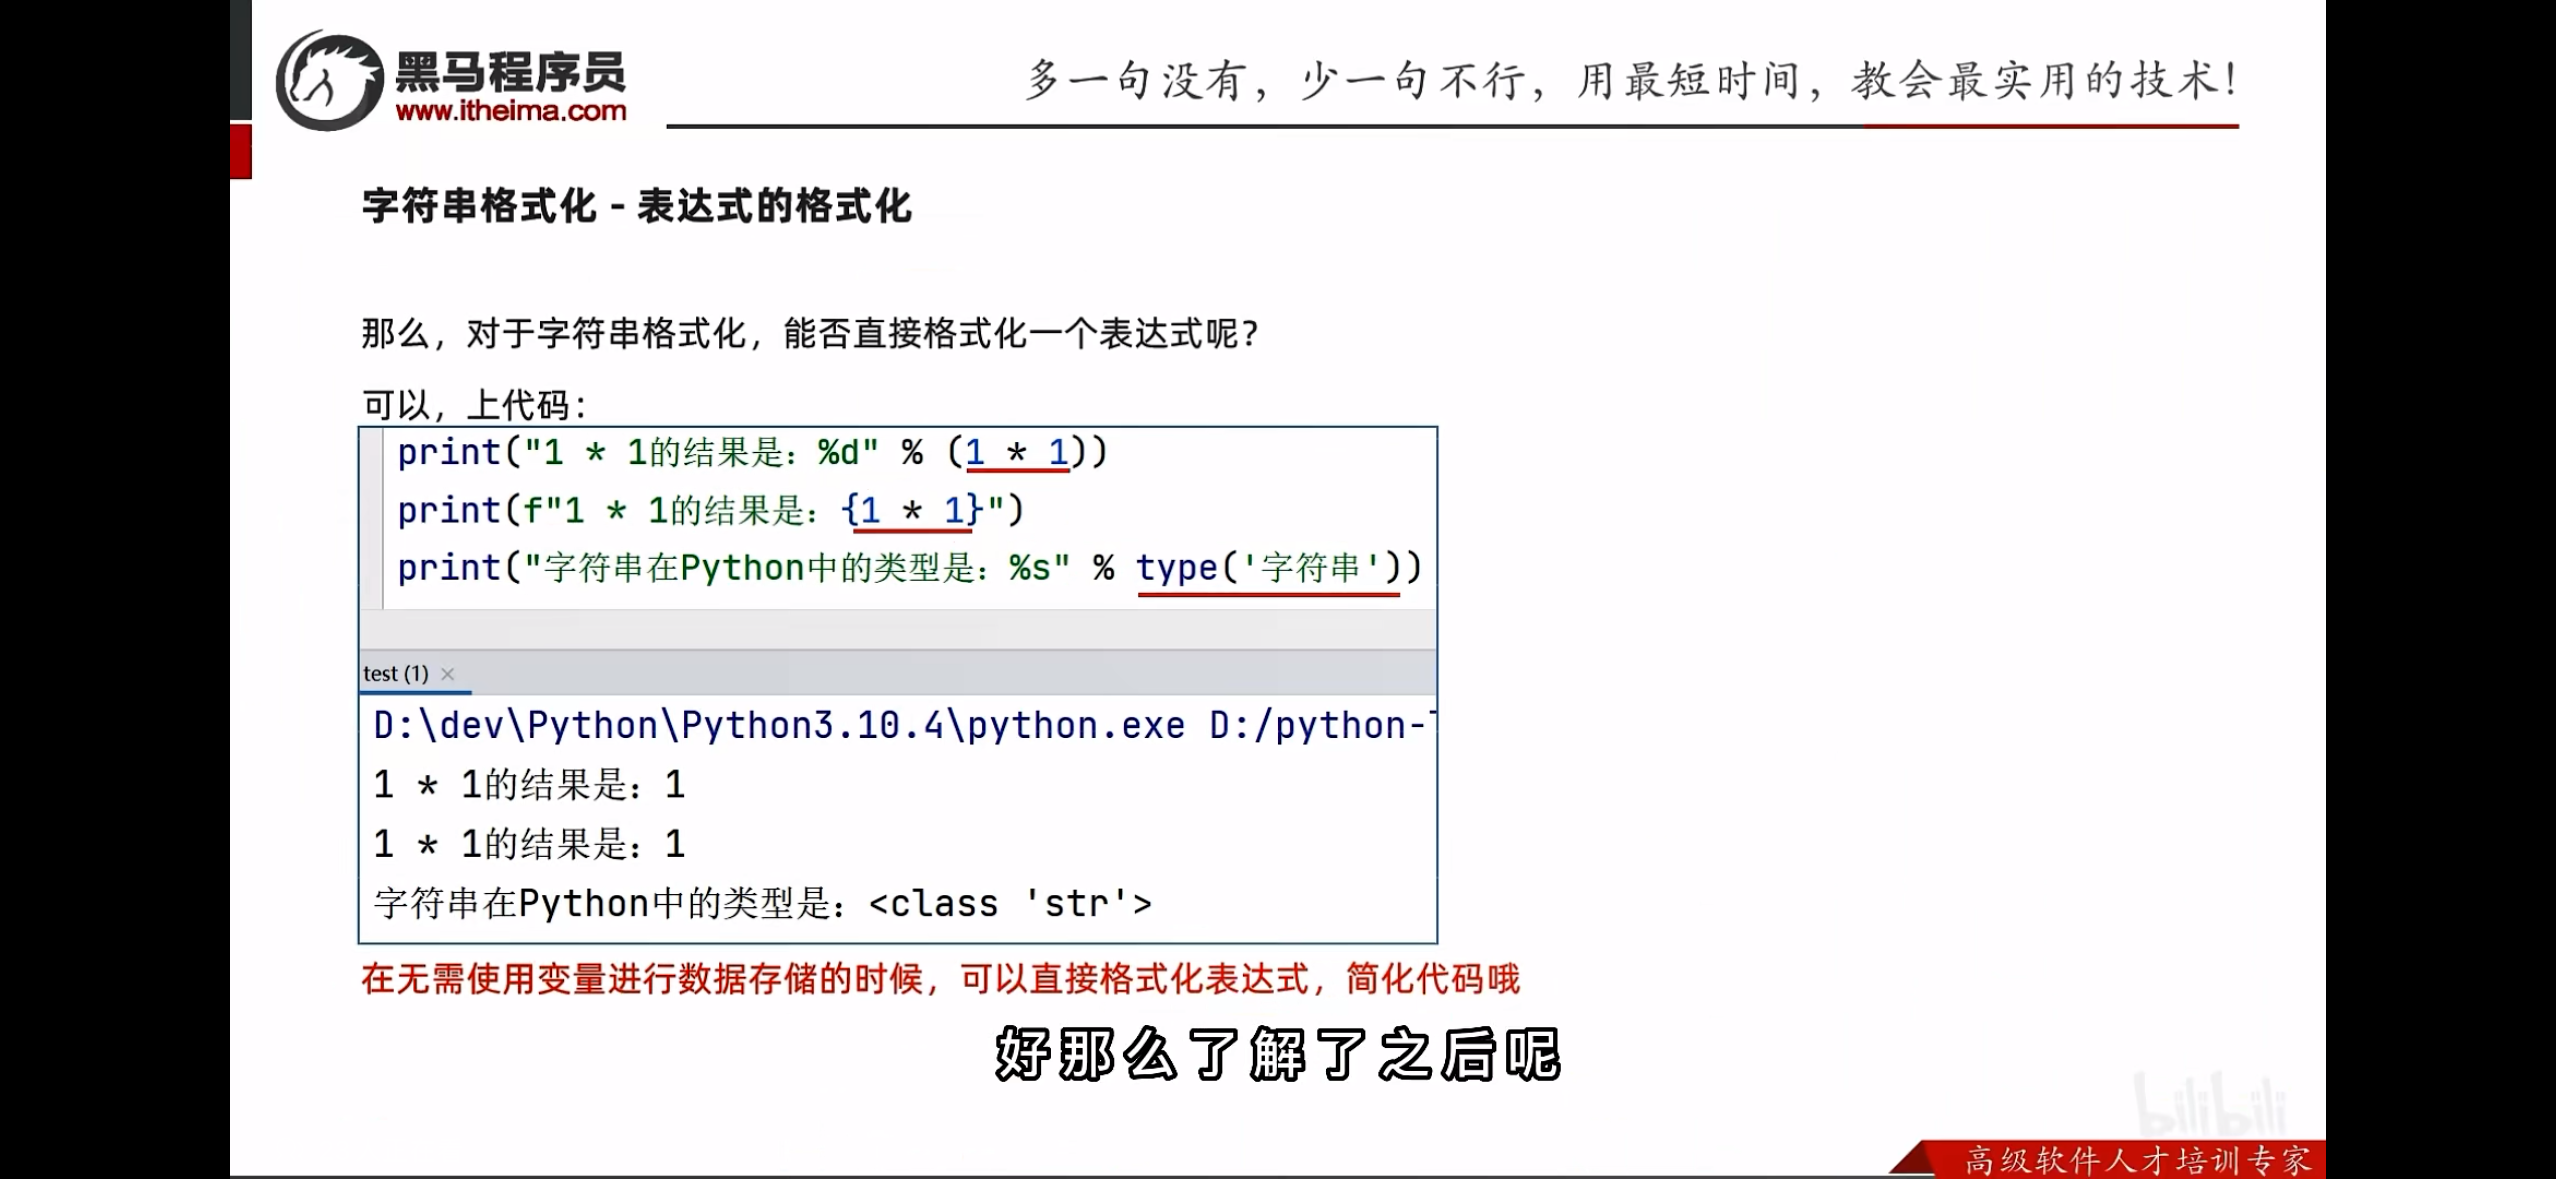 黑马程序员
www.itheima.com
多一句没有，少一句不行，用最短时间，教会最实用的技术！
字符串格式化 - 表达式的格式化
那么，对于字符串格式化，能否直接格式化一个表达式呢？
可以，上代码：
print("1 * 1的结果是：%d" % (1 * 1))
print(f"1 * 1的结果是：{1 * 1}")
print("字符串在Python中的类型是：%s" % type('字符串'))
test (1) ×
D:\dev\Python\Python3.10.4\python.exe D:/python-
1 * 1的结果是：1
1 * 1的结果是：1
字符串在Python中的类型是：<class 'str'>
在无需使用变量进行数据存储的时候，可以直接格式化表达式，简化代码哦
好那么了解了之后呢
bilibili
高级软件人才培训专家